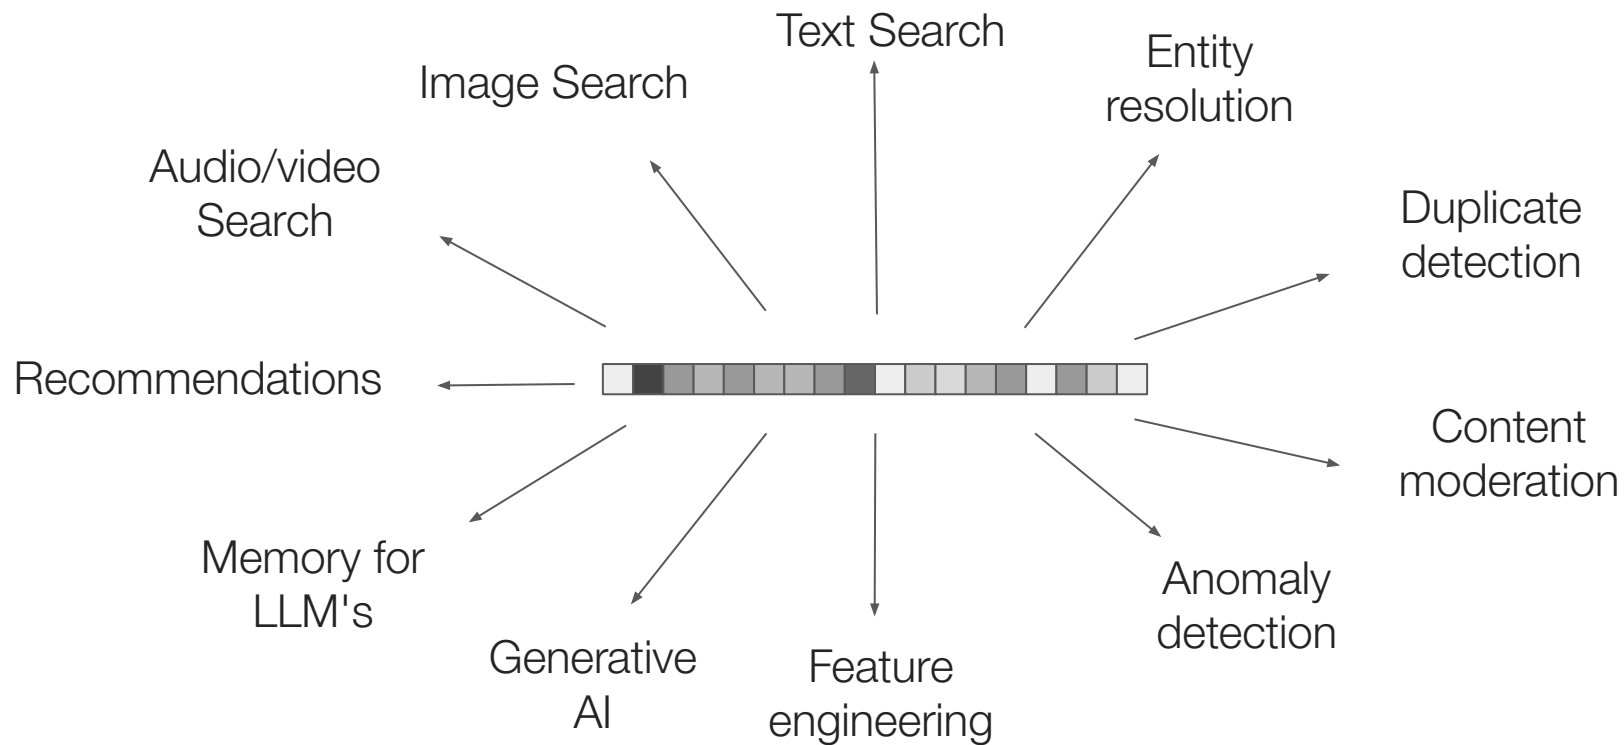 Text Search
Entity
resolution
Image Search
Audio/video
Search
Duplicate
detection
Recommendations
Content
moderation
Memory for
LLM's
Anomaly
detection
Generative
AI
Feature
engineering